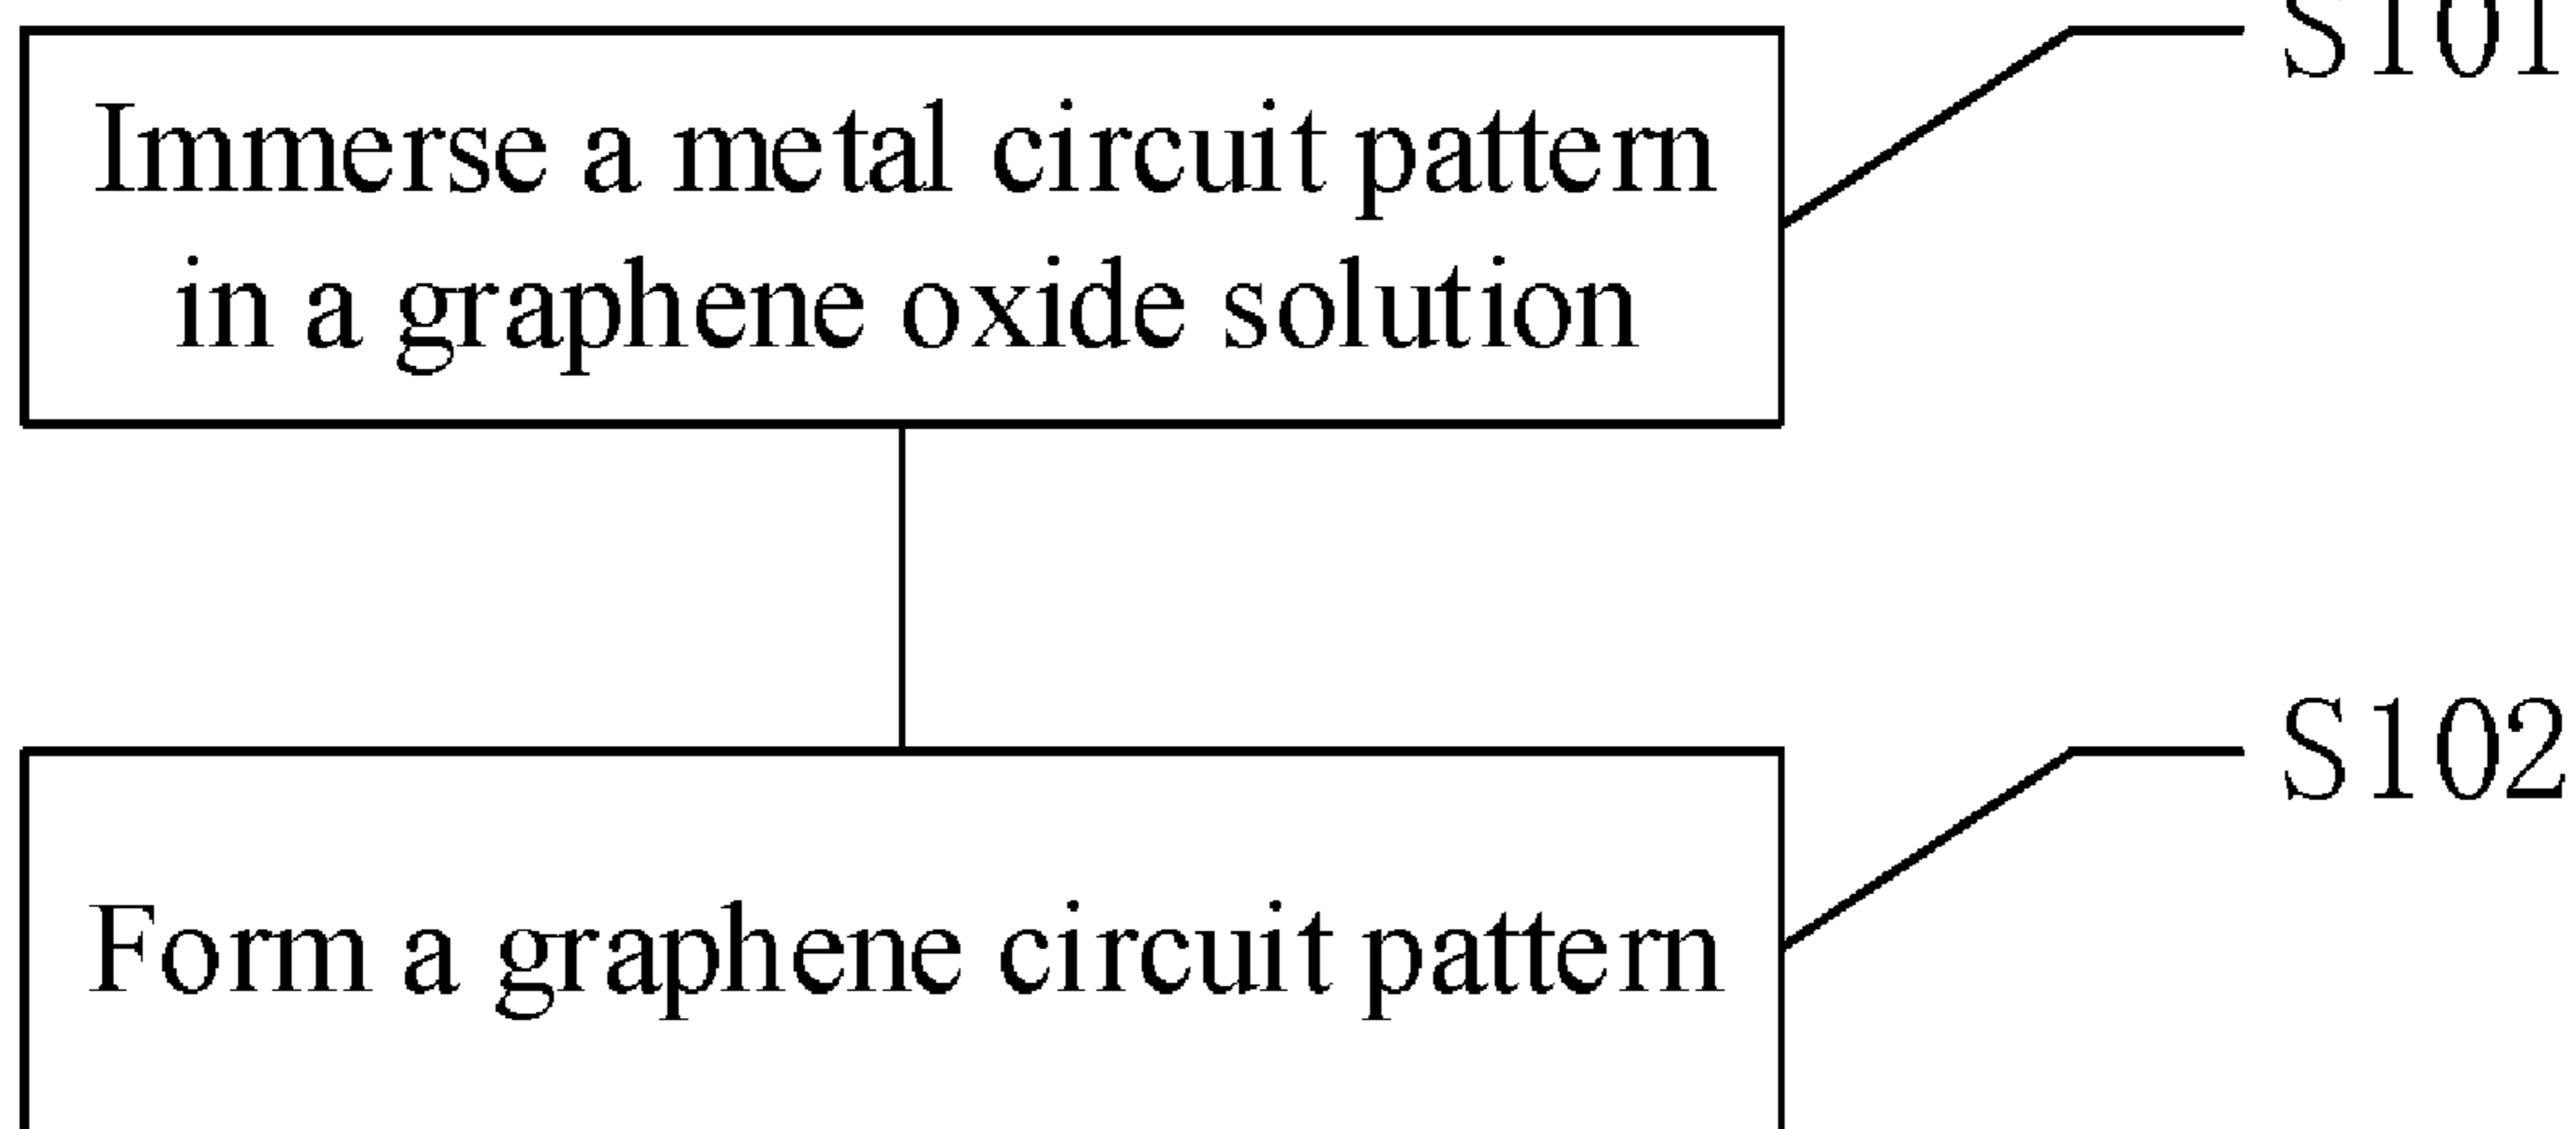 S101
Immerse a metal circuit pattern
in a graphene oxide solution
S102
Form a graphene circuit pattern